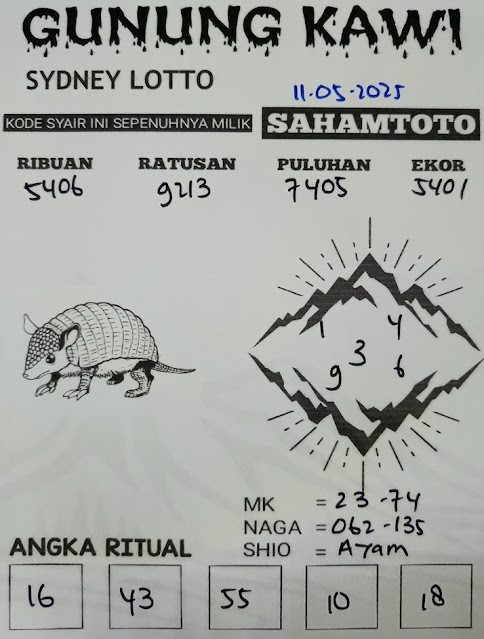 GUNUNG KAWI
SYDNEY LOTTO
11-05-2025
KODE SYAIR INI SEPENUHNYA MILIK SAHAMTOTO
RIBUAN RATUSAN PULUHAN EKOR
5406 9213 7405 5401
1 4
3
9 6
MK = 23-74
NAGA = 062-135
SHIO = Ayam
ANGKA RITUAL
16 43 55 10 18